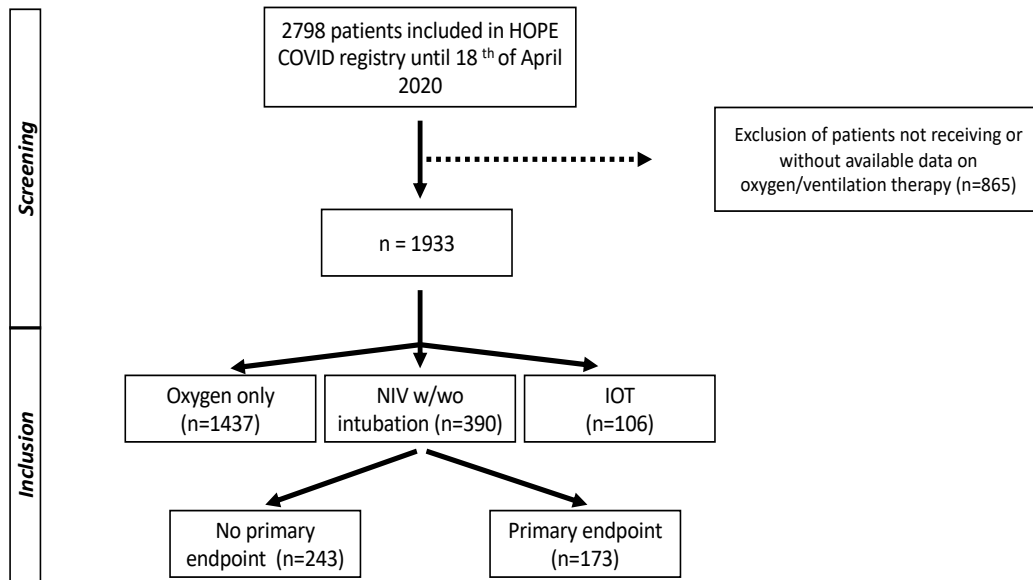 Screening
2798 patients included in HOPE
COVID registry until 18 th of April
2020
Exclusion of patients not receiving or
without available data on
oxygen/ventilation therapy (n=865)
n = 1933
Inclusion
Oxygen only
(n=1437)
NIV w/wo
intubation (n=390)
IOT
(n=106)
No primary
endpoint (n=243)
Primary endpoint
(n=173)